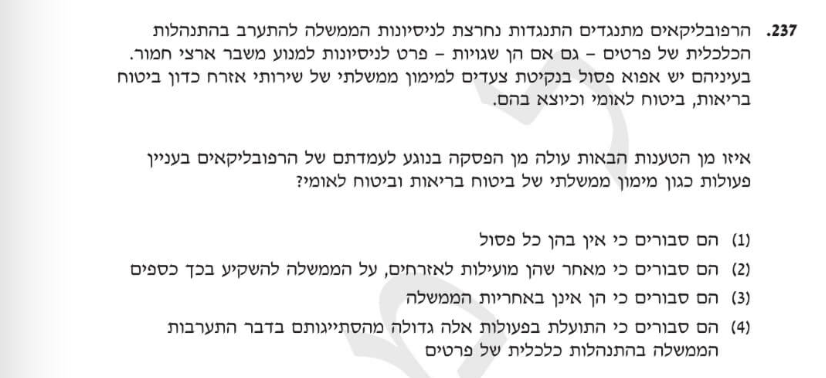 237. הרפובליקאים מתנגדים התנגדות נחרצת לניסיונות הממשלה להתערב בהתנהלות
הכלכלית של פרטים – גם אם הן שגויות – פרט לניסיונות למנוע משבר ארצי חמור.
בעיניהם יש אפוא פסול בנקיטת צעדים למימון ממשלתי של שירותי אזרח כדון ביטוח
בריאות, ביטוח לאומי וכיוצא בהם.
איזו מן הטענות הבאות עולה מן הפסקה בנוגע לעמדתם של הרפובליקאים בעניין
פעולות כגון מימון ממשלתי של ביטוח בריאות וביטוח לאומי?
(1) הם סבורים כי אין בהן כל פסול
(2) הם סבורים כי מאחר שהן מועילות לאזרחים, על הממשלה להשקיע בכך כספים
(3) הם סבורים כי הן אינן באחריות הממשלה
(4) הם סבורים כי התועלת בפעולות אלה גדולה מהסתייגותם בדבר התערבות
הממשלה בהתנהלות כלכלית של פרטים